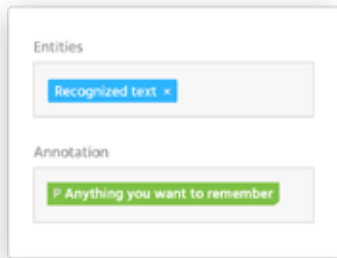 Entities
Recognized text ×
Annotation
P Anything you want to remember